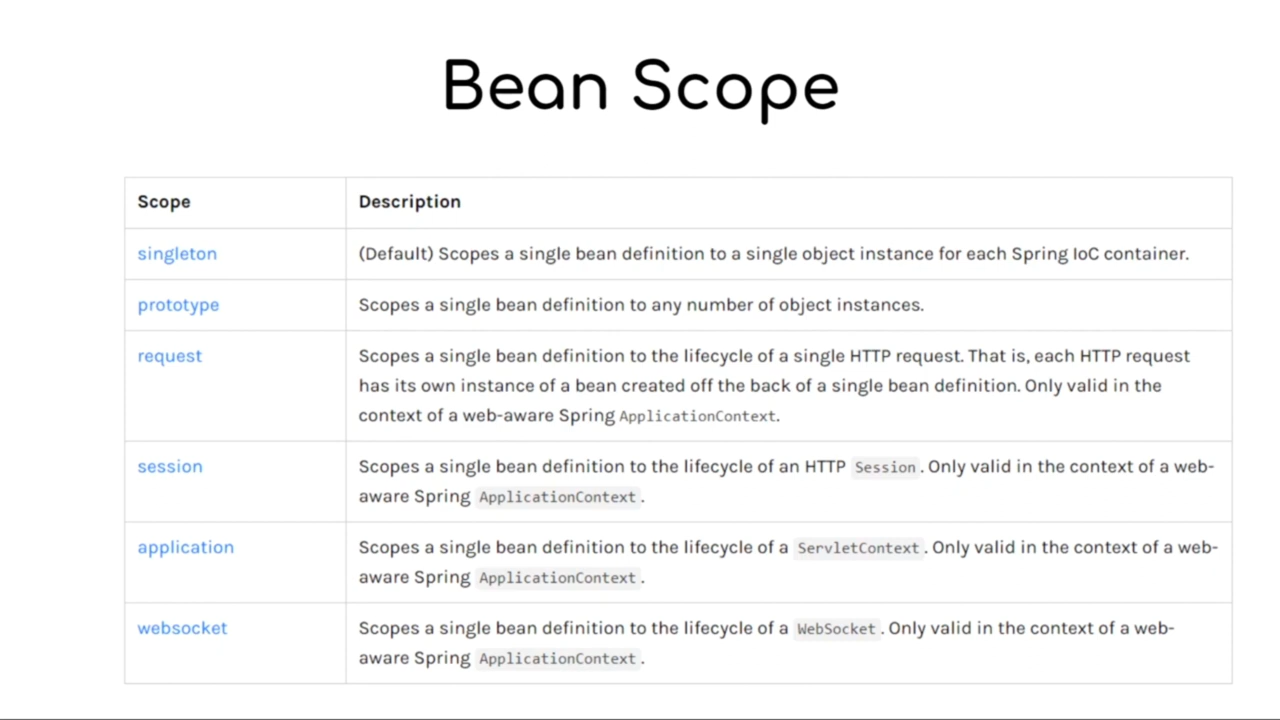 Bean Scope
Scope Description
singleton (Default) Scopes a single bean definition to a single object instance for each Spring IoC container.
prototype Scopes a single bean definition to any number of object instances.
request Scopes a single bean definition to the lifecycle of a single HTTP request. That is, each HTTP request
has its own instance of a bean created off the back of a single bean definition. Only valid in the
context of a web-aware Spring ApplicationContext.
session Scopes a single bean definition to the lifecycle of an HTTP Session. Only valid in the context of a web-
aware Spring ApplicationContext.
application Scopes a single bean definition to the lifecycle of a ServletContext. Only valid in the context of a web-
aware Spring ApplicationContext.
websocket Scopes a single bean definition to the lifecycle of a WebSocket. Only valid in the context of a web-
aware Spring ApplicationContext.